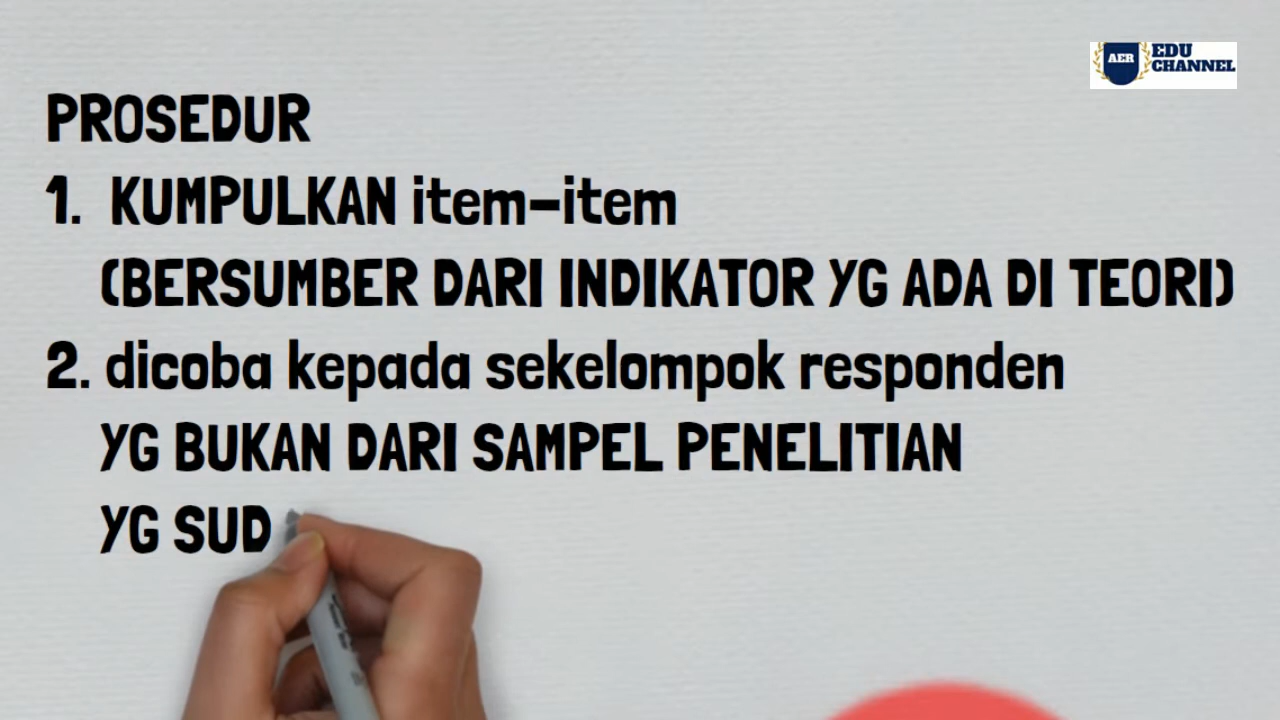 AER EDU
CHANNEL
PROSEDUR
1. KUMPULKAN item-item
(BERSUMBER DARI INDIKATOR YG ADA DI TEORI)
2. dicoba kepada sekelompok responden
YG BUKAN DARI SAMPEL PENELITIAN
YG SUD